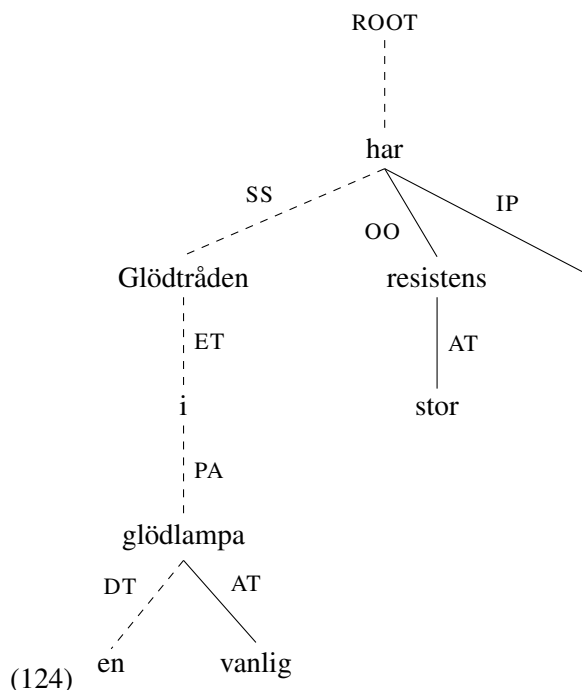 ROOT
har
SS
OO
IP
Glödtråden
resistens
ET
AT
i
stor
PA
glödlampa
DT
AT
(124)
en
vanlig